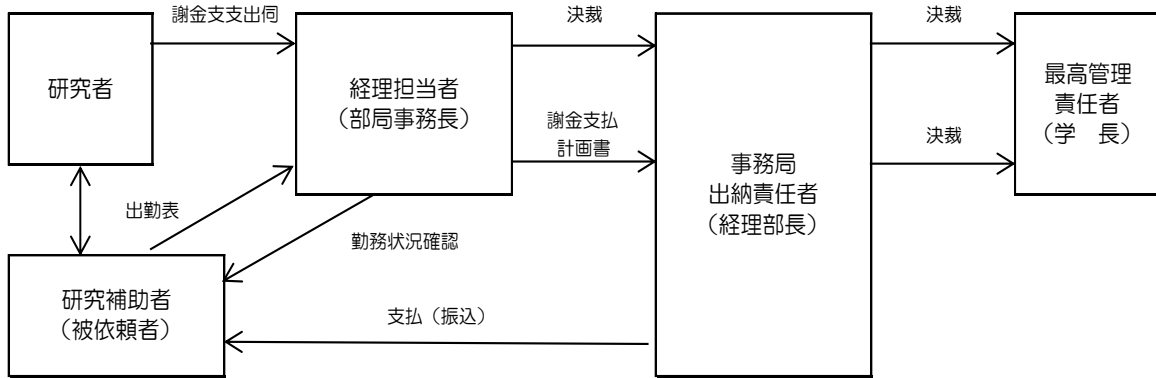 謝金支支出伺
決裁
決裁
研究者
経理担当者
（部局事務長）
最高管理
責任者
（学　長）
謝金支払
計画書
決裁
事務局
出納責任者
（経理部長）
出勤表
勤務状況確認
研究補助者
（被依頼者）
支払（振込）